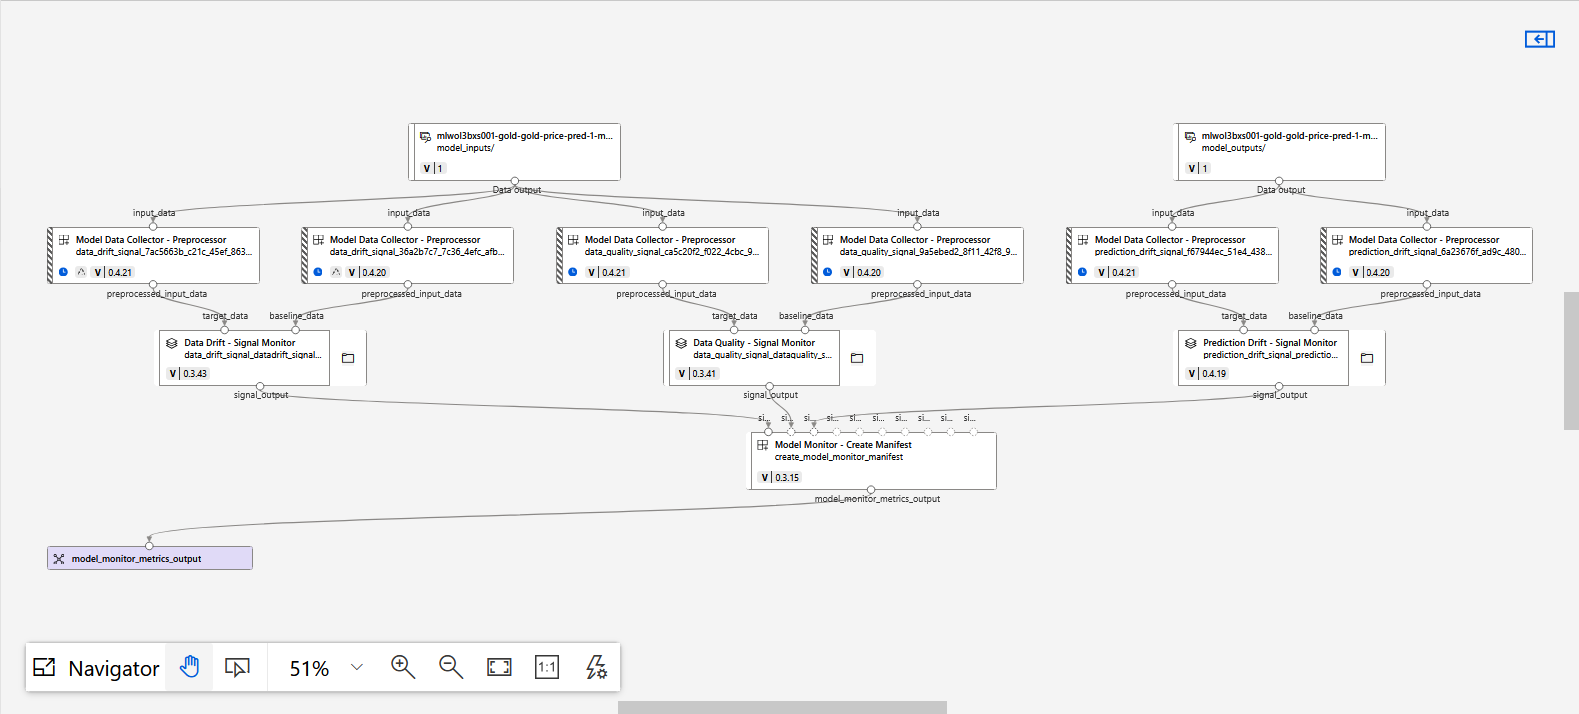 mlwol3bxs001-gold-gold-price-pred-1-m...
model_inputs/
V 1
Data output
mlwol3bxs001-gold-gold-price-pred-1-m...
model_outputs/
V 1
Data output
input_data
input_data
input_data
input_data
input_data
input_data
Model Data Collector - Preprocessor
data_drift_signal_7ac5663b_c21c_45ef_863...
V 0.4.21
preprocessed_input_data
Model Data Collector - Preprocessor
data_drift_signal_36a2b7c7_7c36_4efc_afb...
V 0.4.20
preprocessed_input_data
Model Data Collector - Preprocessor
data_quality_signal_ca5c20f2_f022_4cbc_9...
V 0.4.21
preprocessed_input_data
Model Data Collector - Preprocessor
data_quality_signal_9a5ebed2_8f11_42f8_9...
V 0.4.20
preprocessed_input_data
Model Data Collector - Preprocessor
prediction_drift_signal_f67944ec_51e4_438...
V 0.4.21
preprocessed_input_data
Model Data Collector - Preprocessor
prediction_drift_signal_6a23676f_ad9c_480...
V 0.4.20
preprocessed_input_data
target_data
baseline_data
target_data
baseline_data
target_data
baseline_data
Data Drift - Signal Monitor
data_drift_signal_datadrift_signal...
V 0.3.43
signal_output
Data Quality - Signal Monitor
data_quality_signal_dataquality_s...
V 0.3.41
signal_output
Prediction Drift - Signal Monitor
prediction_drift_signal_predictio...
V 0.4.19
signal_output
si... si... si... si... si... si... si... si... si... si...
Model Monitor - Create Manifest
create_model_monitor_manifest
V 0.3.15
model_monitor_metrics_output
model_monitor_metrics_output
Navigator
51%
1:1